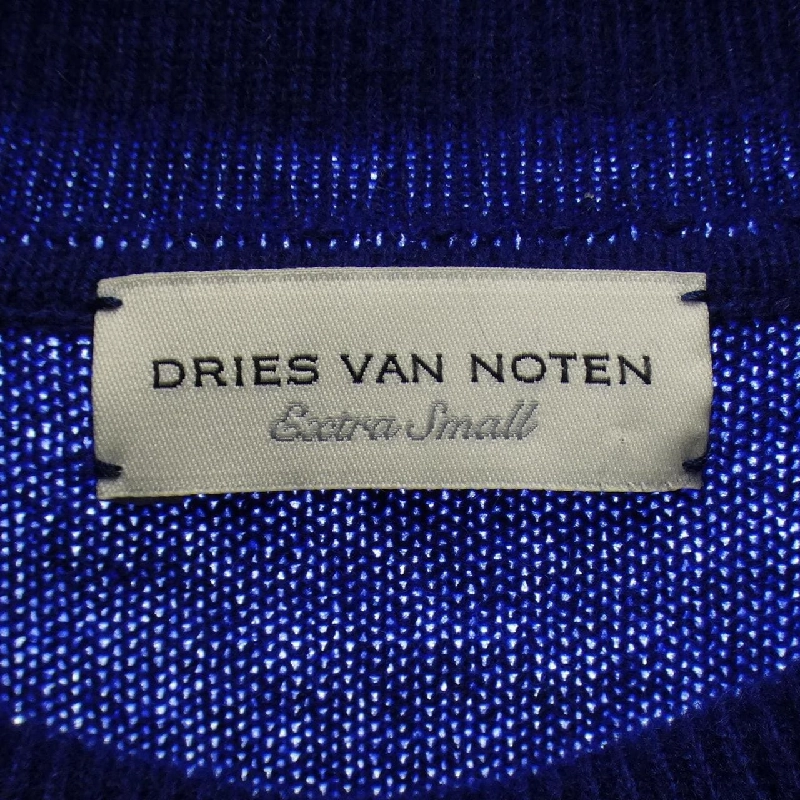 DRIES VAN NOTEN
Extra Small